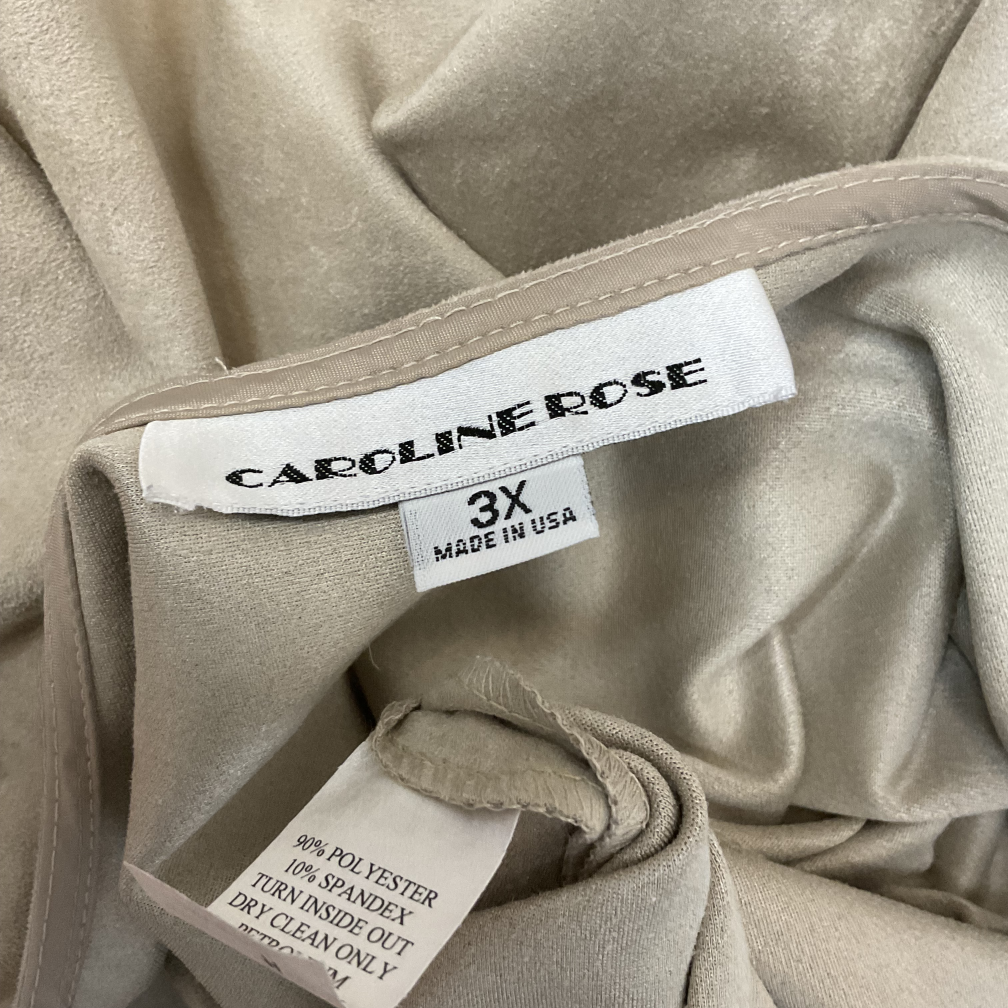 CAROLINE ROSE
3X
MADE IN USA
90% POLYESTER
10% SPANDEX
TURN INSIDE OUT
DRY CLEAN ONLY